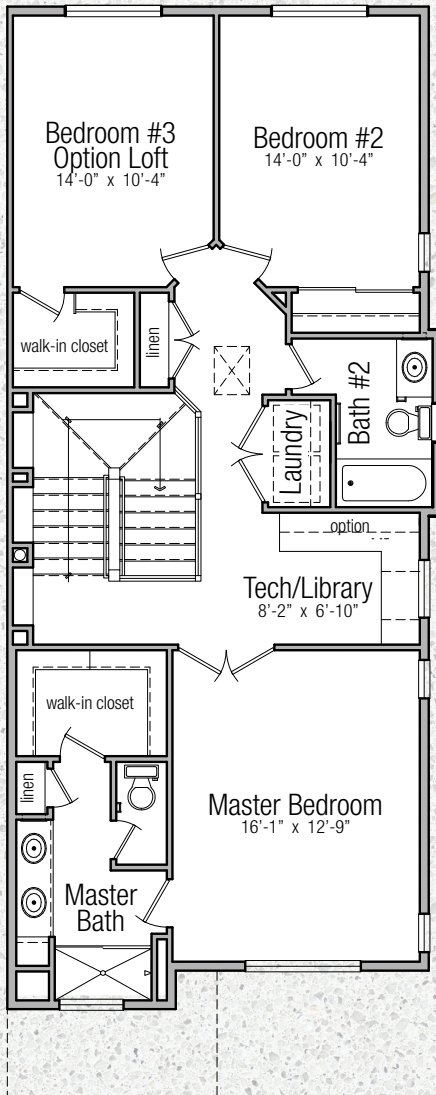 Bedroom #3
Option Loft
14'-0" x 10'-4"
Bedroom #2
14'-0" x 10'-4"
walk-in closet
linen
Bath #2
Laundry
option
Tech/Library
8'-2" x 6'-10"
walk-in closet
linen
Master Bedroom
16'-1" x 12'-9"
Master
Bath